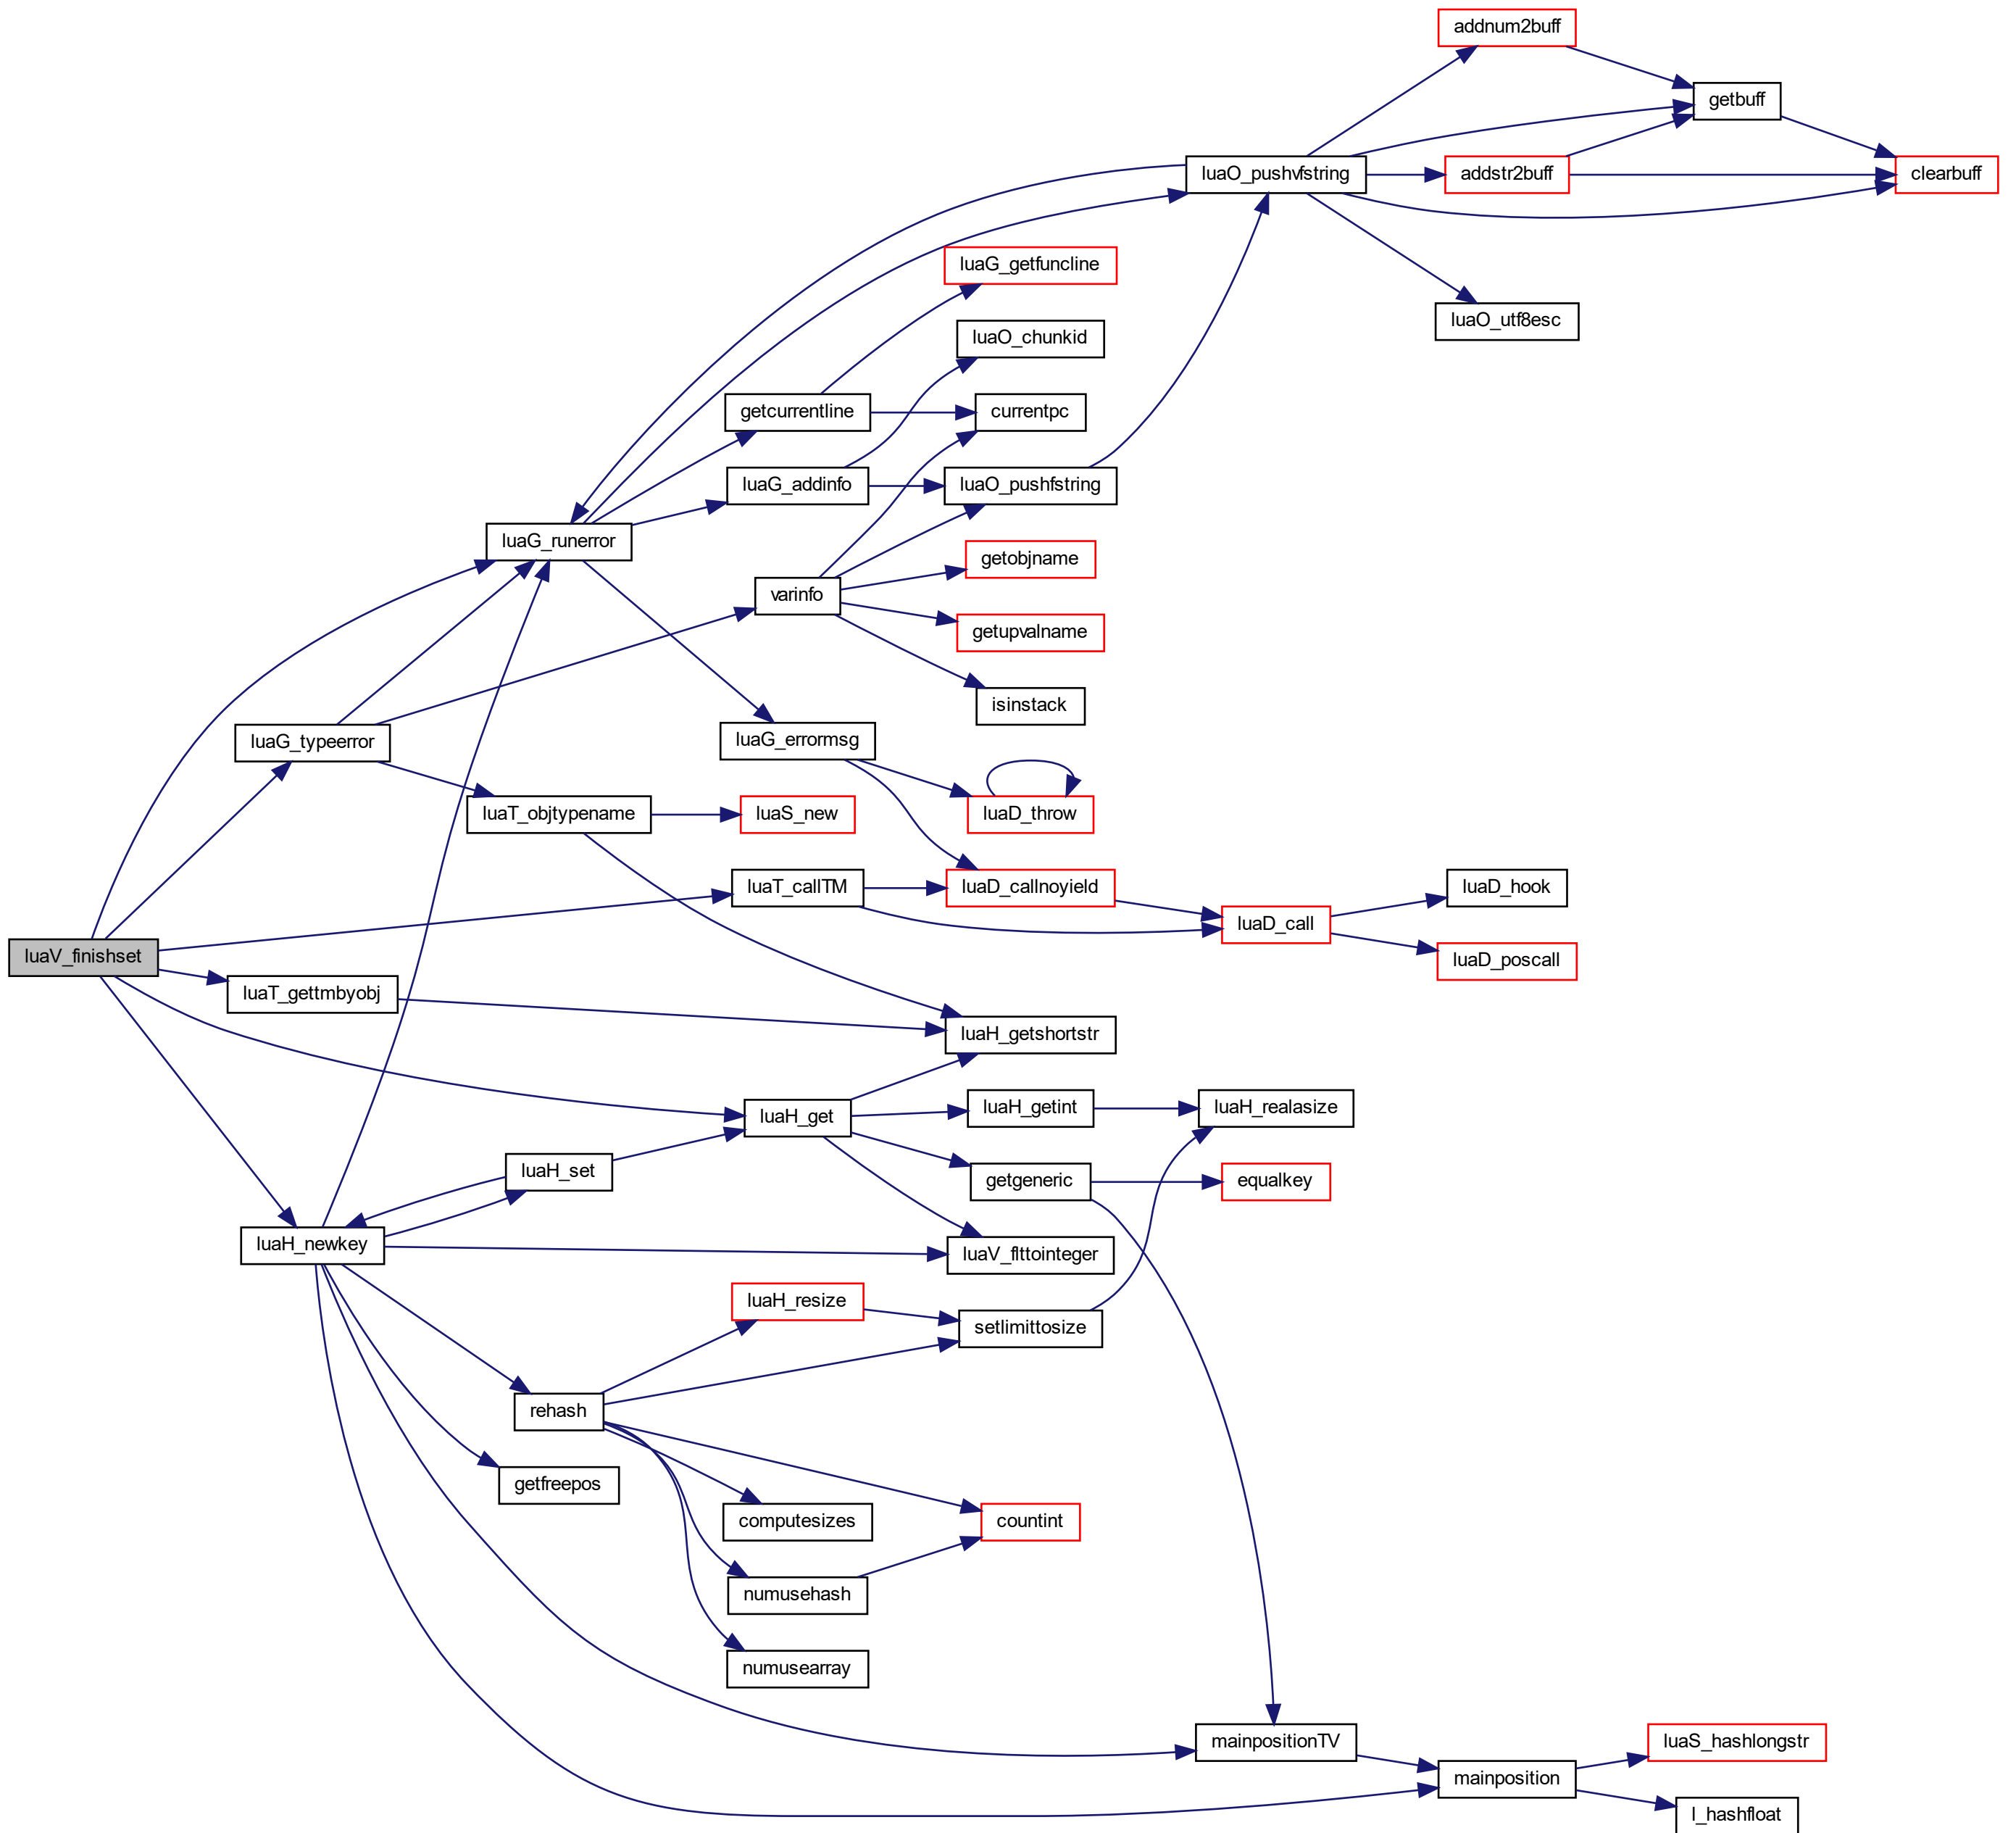 addnum2buff
getbuff
luaO_pushvfstring
addstr2buff
clearbuff
luaG_getfuncline
luaO_utf8esc
luaO_chunkid
getcurrentline
currentpc
luaG_addinfo
luaO_pushfstring
luaG_runerror
getobjname
varinfo
getupvalname
isinstack
luaG_typeerror
luaG_errormsg
luaT_objtypename
luaS_new
luaD_throw
luaT_callTM
luaD_callnoyield
luaD_hook
luaD_call
luaV_finishset
luaD_poscall
luaT_gettmbyobj
luaH_getshortstr
luaH_get
luaH_getint
luaH_realasize
luaH_set
getgeneric
equalkey
luaH_newkey
luaV_flttointeger
luaH_resize
setlimittosize
rehash
getfreepos
computesizes
countint
numusehash
numusearray
mainpositionTV
luaS_hashlongstr
mainposition
l_hashfloat